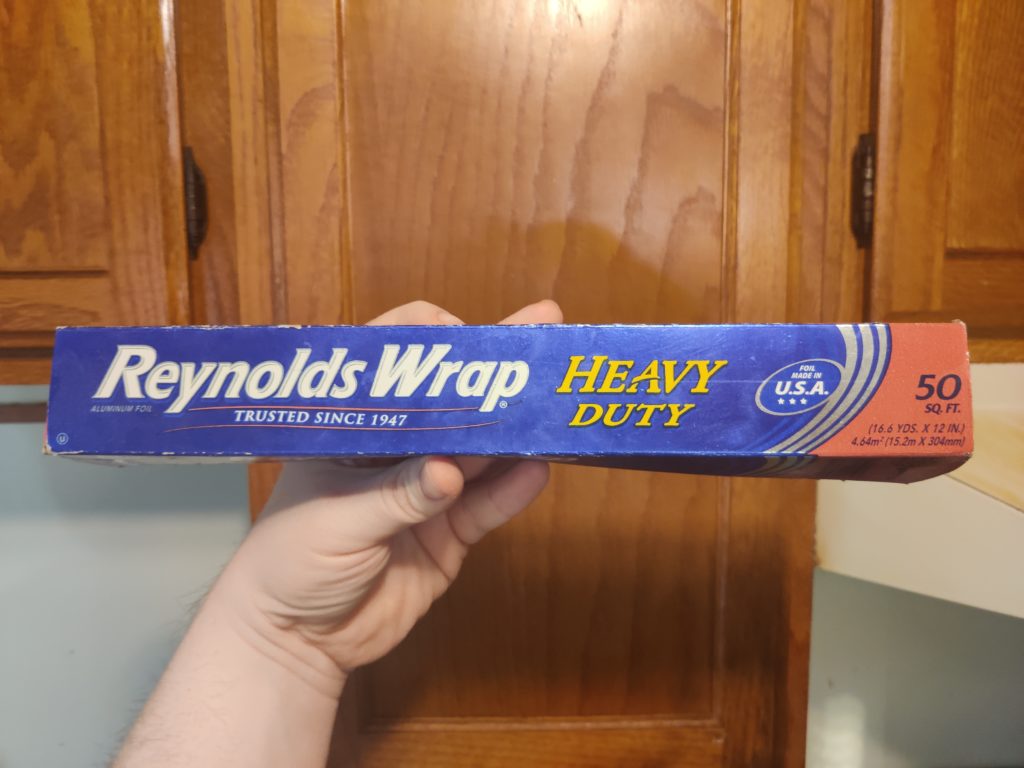 Reynolds Wrap®
ALUMINUM FOIL
TRUSTED SINCE 1947
HEAVY
DUTY
FOIL
MADE IN
U.S.A.
50
SQ. FT.
(16.6 YDS. X 12 IN.)
4.64m² (15.2m X 304mm)
U